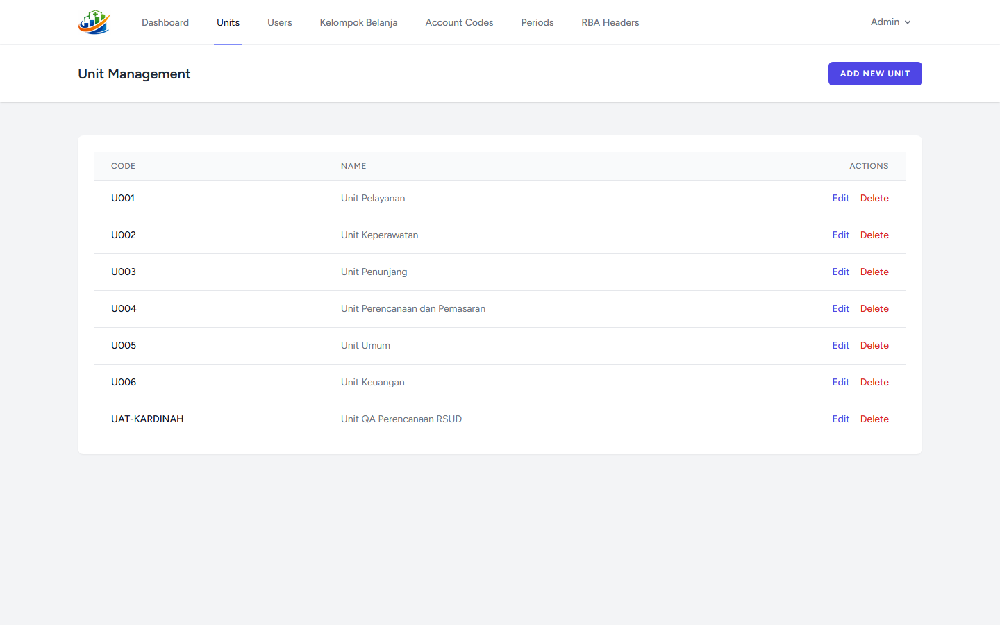 Dashboard Units Users Kelompok Belanja Account Codes Periods RBA Headers Admin
Unit Management ADD NEW UNIT
CODE NAME ACTIONS
U001 Unit Pelayanan Edit Delete
U002 Unit Keperawatan Edit Delete
U003 Unit Penunjang Edit Delete
U004 Unit Perencanaan dan Pemasaran Edit Delete
U005 Unit Umum Edit Delete
U006 Unit Keuangan Edit Delete
UAT-KARDINAH Unit QA Perencanaan RSUD Edit Delete